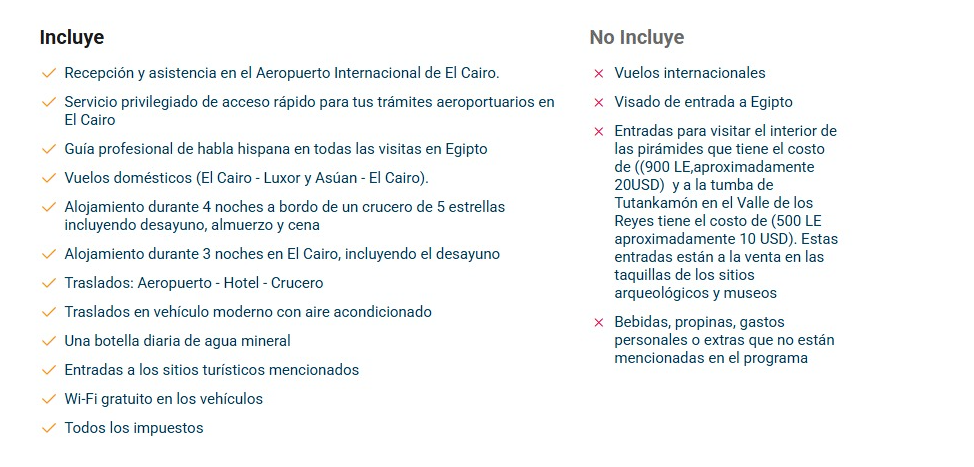 Incluye
Recepción y asistencia en el Aeropuerto Internacional de El Cairo.
Servicio privilegiado de acceso rápido para tus trámites aeroportuarios en
El Cairo
Guía profesional de habla hispana en todas las visitas en Egipto
Vuelos domésticos (El Cairo - Luxor y Asúan - El Cairo).
Alojamiento durante 4 noches a bordo de un crucero de 5 estrellas
incluyendo desayuno, almuerzo y cena
Alojamiento durante 3 noches en El Cairo, incluyendo el desayuno
Traslados: Aeropuerto - Hotel - Crucero
Traslados en vehículo moderno con aire acondicionado
Una botella diaria de agua mineral
Entradas a los sitios turísticos mencionados
Wi-Fi gratuito en los vehículos
Todos los impuestos
No Incluye
Vuelos internacionales
Visado de entrada a Egipto
Entradas para visitar el interior de
las pirámides que tiene el costo
de ((900 LE,aproximadamente
20USD)  y a la tumba de
Tutankamón en el Valle de los
Reyes tiene el costo de (500 LE
aproximadamente 10 USD). Estas
entradas están a la venta en las
taquillas de los sitios
arqueológicos y museos
Bebidas, propinas, gastos
personales o extras que no están
mencionadas en el programa